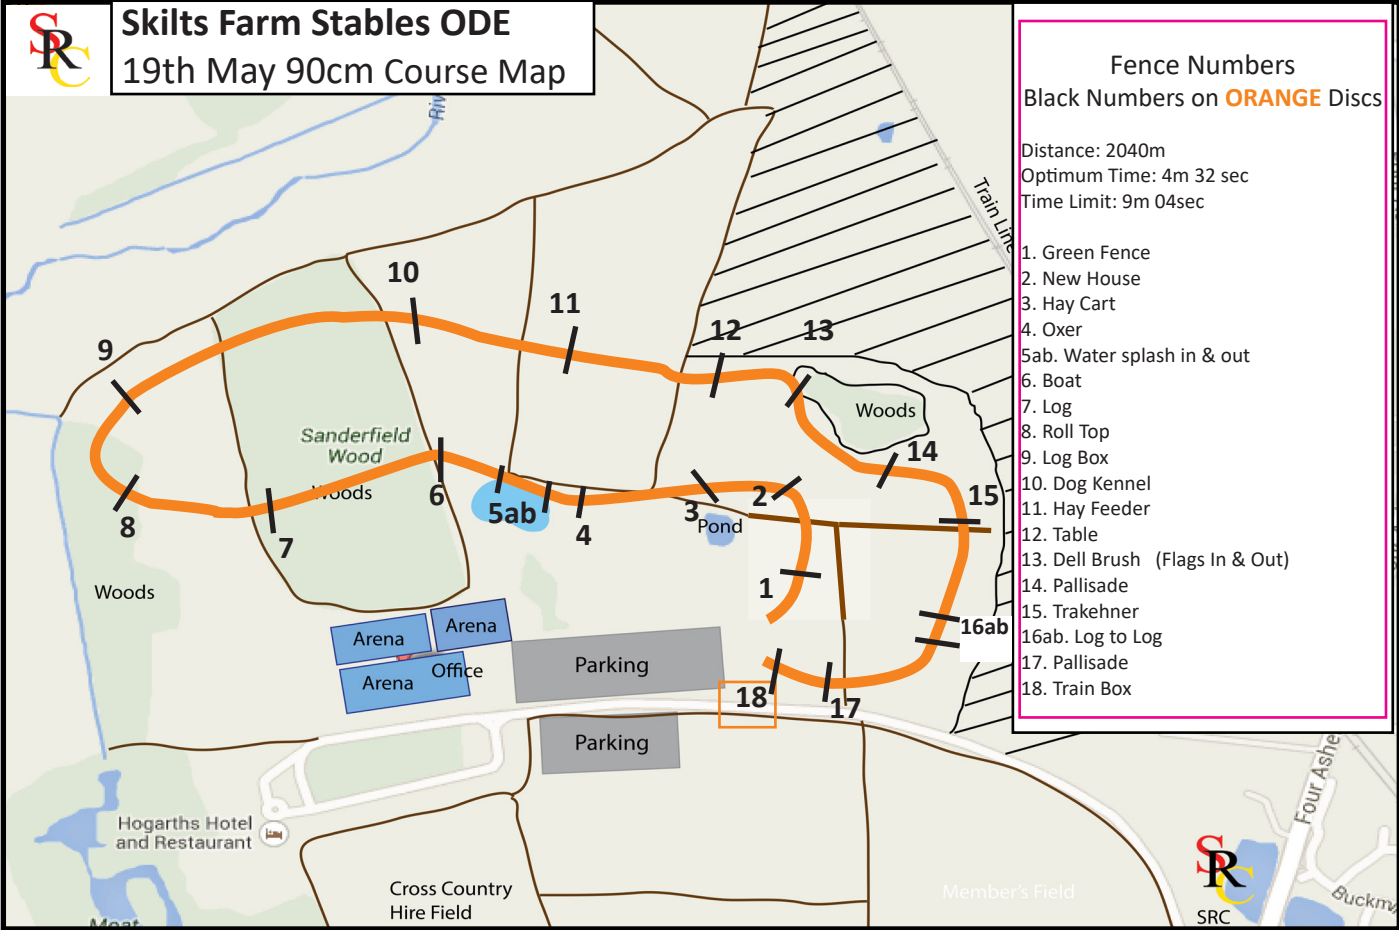 SRC
Skilts Farm Stables ODE
19th May 90cm Course Map
Fence Numbers
Black Numbers on ORANGE Discs
Distance: 2040m
Optimum Time: 4m 32 sec
Time Limit: 9m 04sec
1. Green Fence
2. New House
3. Hay Cart
4. Oxer
5ab. Water splash in & out
6. Boat
7. Log
8. Roll Top
9. Log Box
10. Dog Kennel
11. Hay Feeder
12. Table
13. Dell Brush (Flags In & Out)
14. Pallisade
15. Trakehner
16ab. Log to Log
17. Pallisade
18. Train Box
Riv
Train Line
10
11
12
13
9
Woods
Sanderfield
Wood
14
Woods
6
5ab
4
3
2
15
Pond
8
7
1
Woods
16ab
Arena
Arena
Arena
Office
Parking
18
17
Parking
Hogarths Hotel
and Restaurant
Cross Country
Hire Field
Member's Field
Four Ashe
Buckm
Moat
SRC
SRC